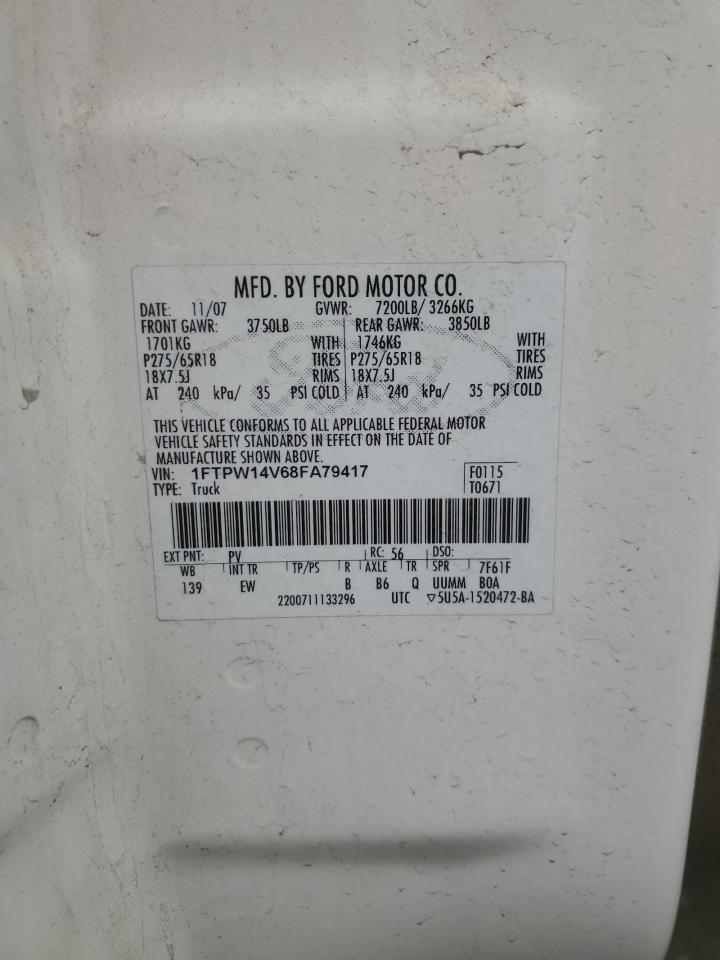 MFD. BY FORD MOTOR CO.
DATE: 11/07 GVWR: 7200LB/ 3266KG
FRONT GAWR: 3750LB REAR GAWR: 3850LB
1701KG WITH 1746KG WITH
P275/65R18 TIRES P275/65R18 TIRES
18X7.5J RIMS 18X7.5J RIMS
AT 240 kPa/ 35 PSI COLD AT 240 kPa/ 35 PSI COLD
THIS VEHICLE CONFORMS TO ALL APPLICABLE FEDERAL MOTOR
VEHICLE SAFETY STANDARDS IN EFFECT ON THE DATE OF
MANUFACTURE SHOWN ABOVE.
VIN: 1FTPW14V68FA79417 F0115
TYPE: Truck T0671
EXT PNT: PV RC: 56 DSO:
WB INT TR TP/PS R AXLE TR SPR 7F61F
139 EW B B6 Q UUMM B0A
2200711133296 UTC ▽5U5A-1520472-BA